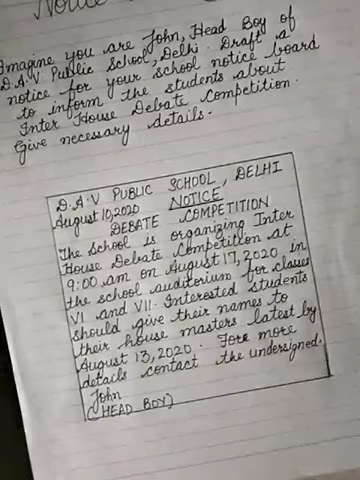 Notice
Imagine you are John, Head Boy of
D.A.V Public School, Delhi. Draft a
notice for your school notice board
to inform the students about
Inter House Debate Competition.
Give necessary details.
D.A.V PUBLIC SCHOOL, DELHI
August 10,2020 NOTICE
DEBATE COMPETITION
The School is organizing Inter
House Debate Competition at
9:00 am on August 17, 2020 in
the school auditorium for classes
VI and VII. Interested students
should give their names to
their house masters latest by
August 13, 2020. Fore more
details contact the undersigned.
John
(HEAD BOY)